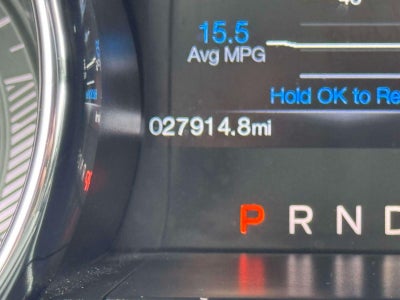 15.5
Avg MPG
Hold OK to Re
027914.8mi
P R N D